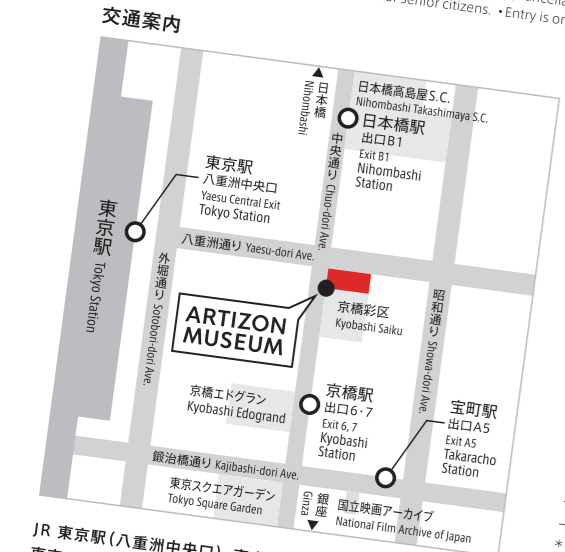 senior citizens. • Entry is
交通案内
日本橋
Nihombashi
日本橋高島屋S.C.
Nihombashi Takashimaya S.C.
日本橋駅
出口B1
Exit B1
Nihombashi
Station
中央通り Chuo-dori Ave.
東京駅
八重洲中央口
Yaesu Central Exit
Tokyo Station
東京駅 Tokyo Station
八重洲通り Yaesu-dori Ave.
外堀通り Sotobori-dori Ave.
昭和通り Showa-dori Ave.
京橋彩区
Kyobashi Saiku
ARTIZON
MUSEUM
京橋エドグラン
Kyobashi Edogrand
京橋駅
出口6・7
Exit 6, 7
Kyobashi
Station
宝町駅
出口A5
Exit A5
Takaracho
Station
鍛治橋通り Kajibashi-dori Ave.
東京スクエアガーデン
Tokyo Square Garden
銀座
Ginza
国立映画アーカイブ
National Film Archive of Japan
JR 東京駅(八重洲中央口)